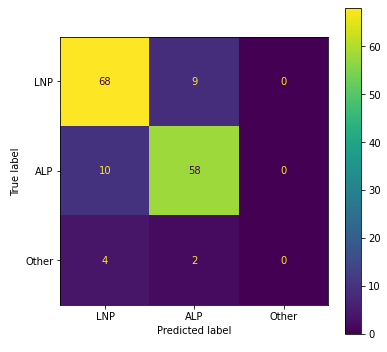 LNP 68 9 0
ALP 10 58 0
Other 4 2 0
LNP ALP Other
Predicted label
True label
60
50
40
30
20
10
0